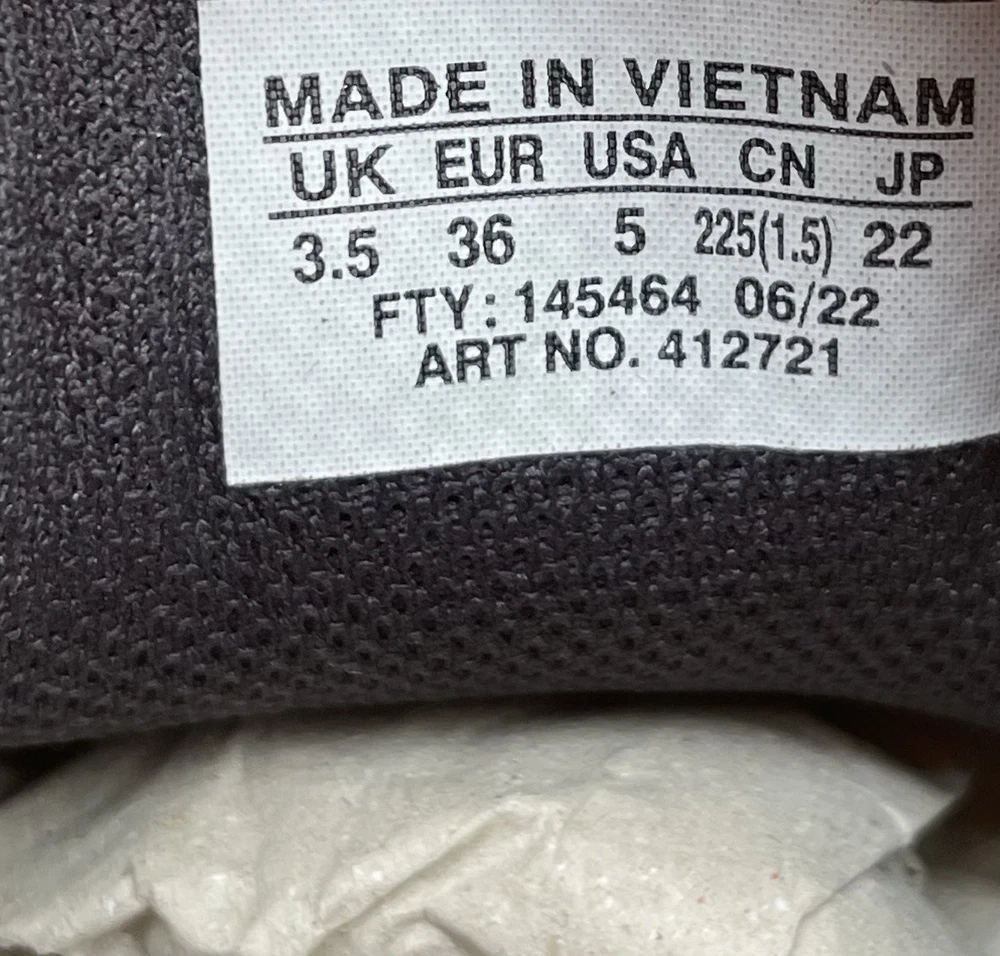 MADE IN VIETNAM
UK EUR USA CN JP
3.5 36 5 225(1.5) 22
FTY: 145464 06/22
ART NO. 412721